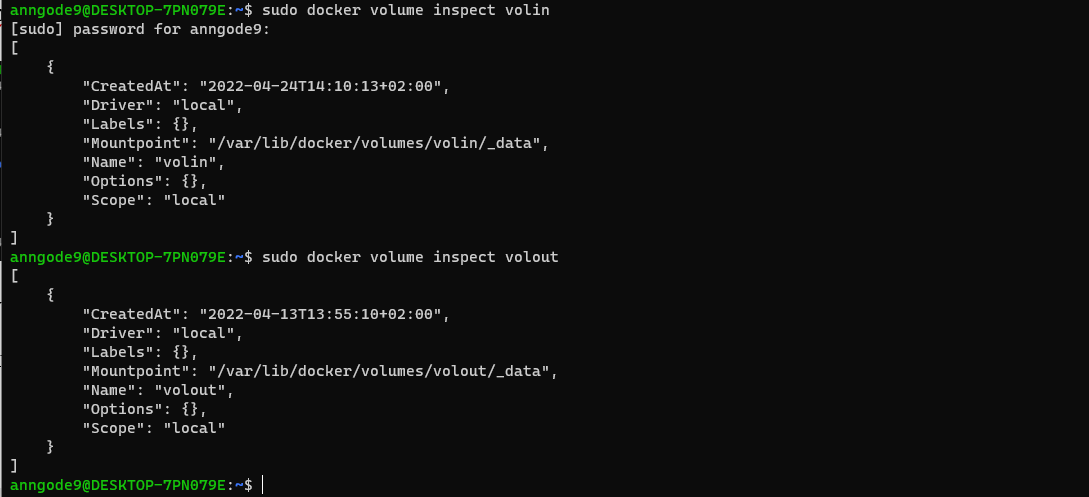 anngode9@DESKTOP-7PN079E:~$ sudo docker volume inspect volin
[sudo] password for anngode9:
[
    {
        "CreatedAt": "2022-04-24T14:10:13+02:00",
        "Driver": "local",
        "Labels": {},
        "Mountpoint": "/var/lib/docker/volumes/volin/_data",
        "Name": "volin",
        "Options": {},
        "Scope": "local"
    }
]
anngode9@DESKTOP-7PN079E:~$ sudo docker volume inspect volout
[
    {
        "CreatedAt": "2022-04-13T13:55:10+02:00",
        "Driver": "local",
        "Labels": {},
        "Mountpoint": "/var/lib/docker/volumes/volout/_data",
        "Name": "volout",
        "Options": {},
        "Scope": "local"
    }
]
anngode9@DESKTOP-7PN079E:~$